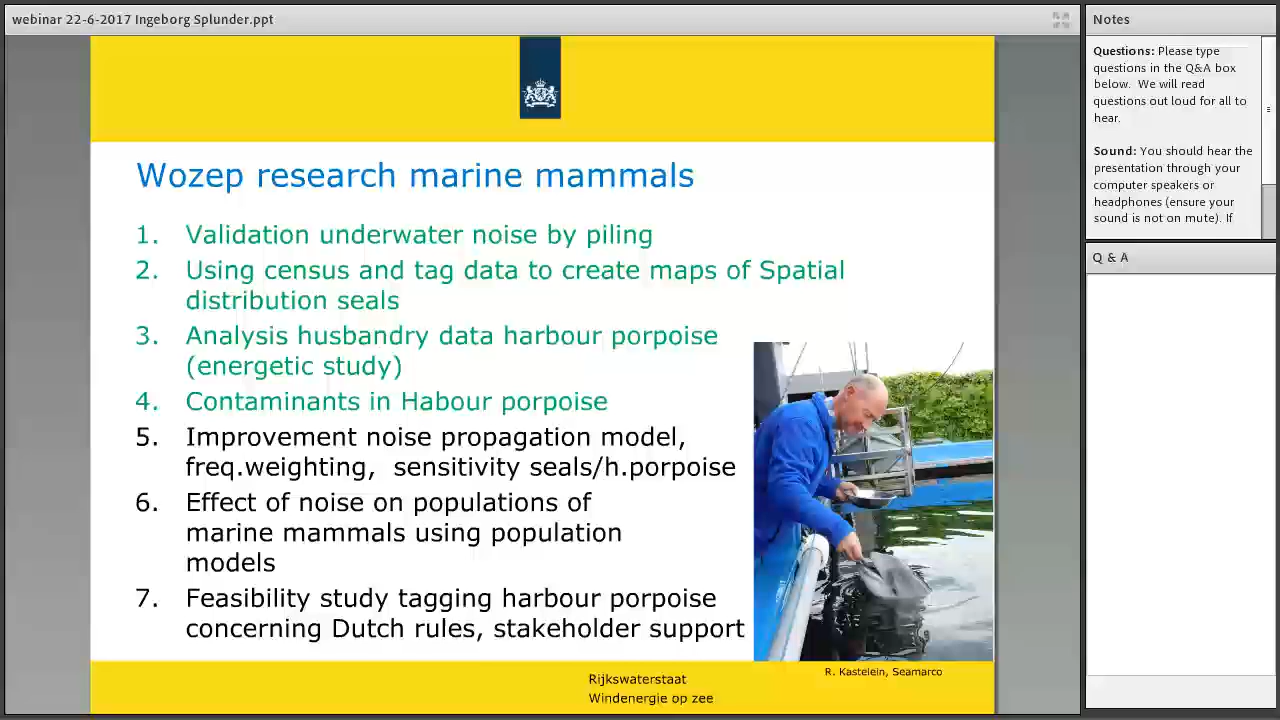 webinar 22-6-2017 Ingeborg Splunder.ppt
Wozep research marine mammals
1. Validation underwater noise by piling
2. Using census and tag data to create maps of Spatial
distribution seals
3. Analysis husbandry data harbour porpoise
(energetic study)
4. Contaminants in Habour porpoise
5. Improvement noise propagation model,
freq.weighting, sensitivity seals/h.porpoise
6. Effect of noise on populations of
marine mammals using population
models
7. Feasibility study tagging harbour porpoise
concerning Dutch rules, stakeholder support
R. Kastelein, Seamarco
Rijkswaterstaat
Windenergie op zee
Notes
Questions: Please type
questions in the Q&A box
below. We will read
questions out loud for all to
hear.
Sound: You should hear the
presentation through your
computer speakers or
headphones (ensure your
sound is not on mute). If
Q & A